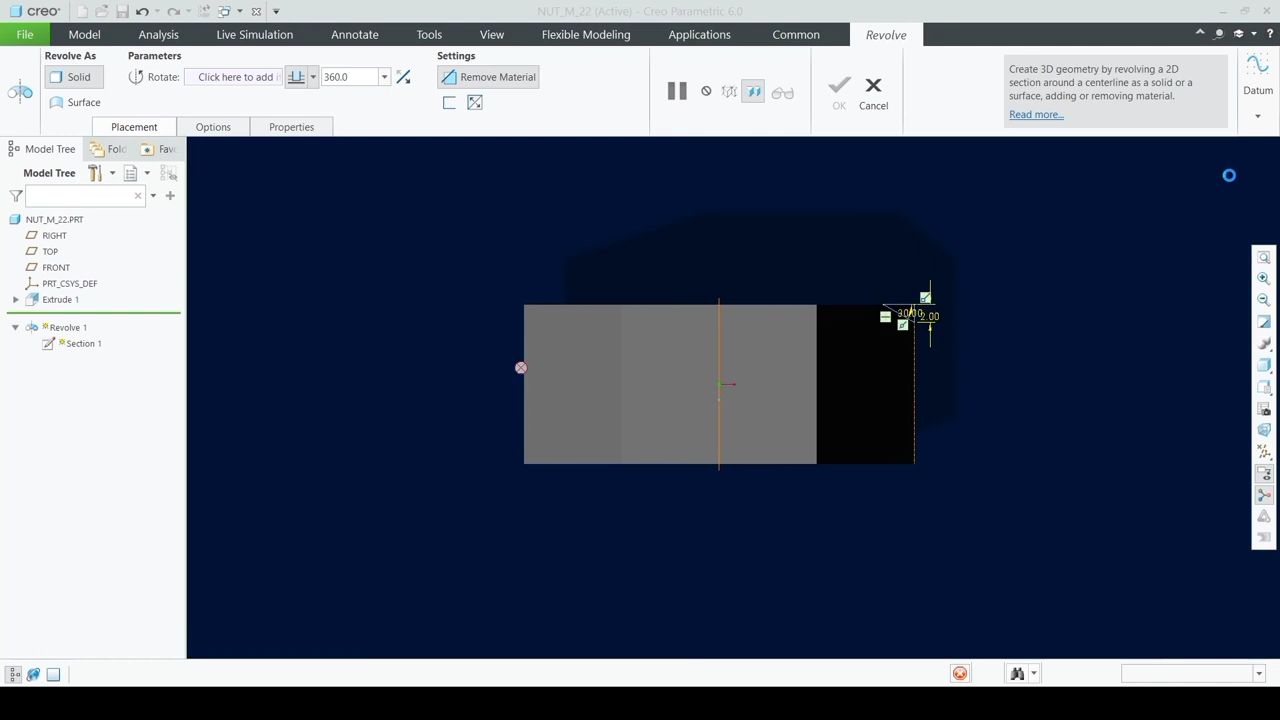 creo
NUT_M_22 (Active) - Creo Parametric 6.0
File Model Analysis Live Simulation Annotate Tools View Flexible Modeling Applications Common Revolve
Revolve As Parameters Settings
Solid Rotate: Click here to add i 360.0 Remove Material
Surface
OK Cancel
Create 3D geometry by revolving a 2D
section around a centerline as a solid or a
surface, adding or removing material.
Read more...
Datum
Placement Options Properties
Model Tree Folo Favo
Model Tree
NUT_M_22.PRT
RIGHT
TOP
FRONT
PRT_CSYS_DEF
Extrude 1
Revolve 1
Section 1
30.00 2.00